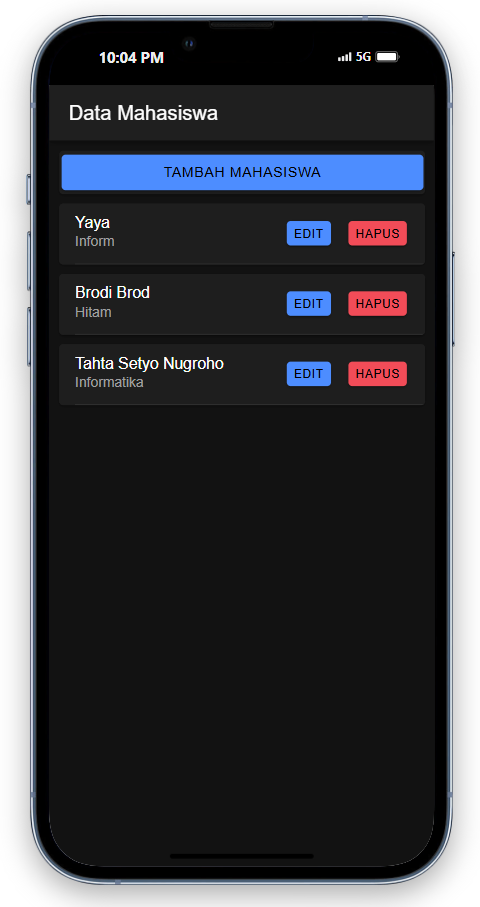 10:04 PM 5G
Data Mahasiswa
TAMBAH MAHASISWA
Yaya
Inform
EDIT HAPUS
Brodi Brod
Hitam
EDIT HAPUS
Tahta Setyo Nugroho
Informatika
EDIT HAPUS